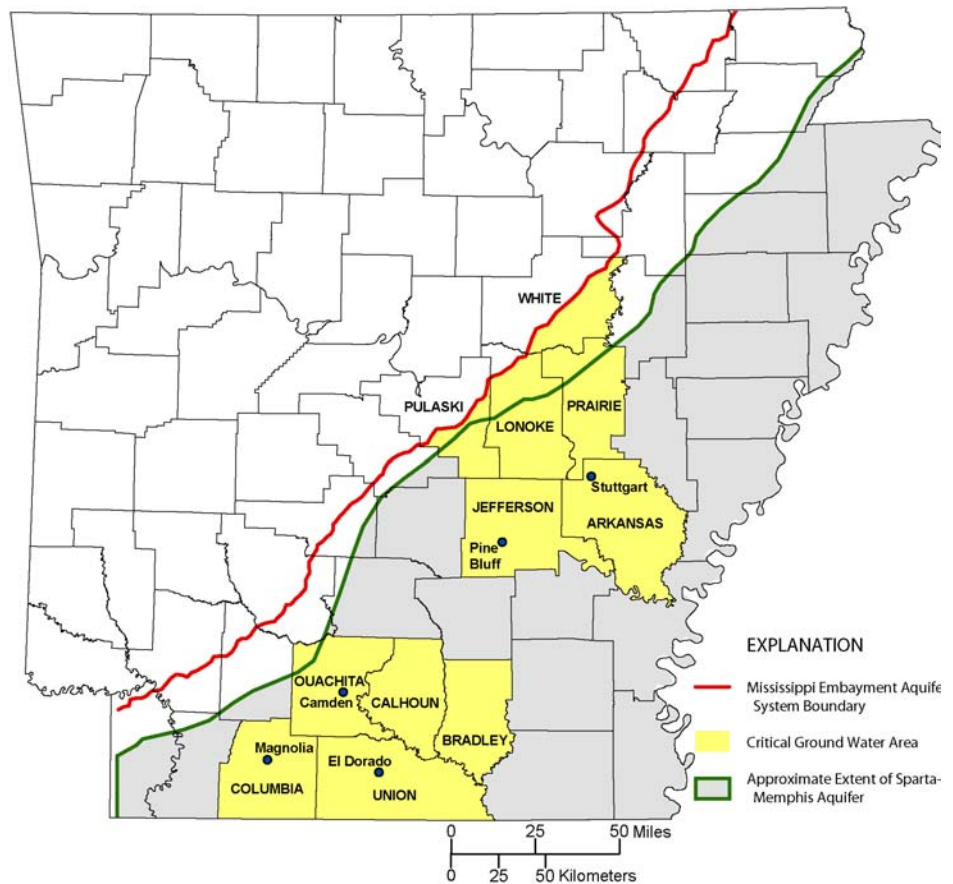 WHITE
PULASKI
LONOKE
PRAIRIE
Stuttgart
JEFFERSON
ARKANSAS
Pine
Bluff
OUACHITA
Camden
CALHOUN
BRADLEY
Magnolia
El Dorado
COLUMBIA
UNION
EXPLANATION
Mississippi Embayment Aquife
System Boundary
Critical Ground Water Area
Approximate Extent of Sparta-
Memphis Aquifer
0 25 50 Miles
0 25 50 Kilometers